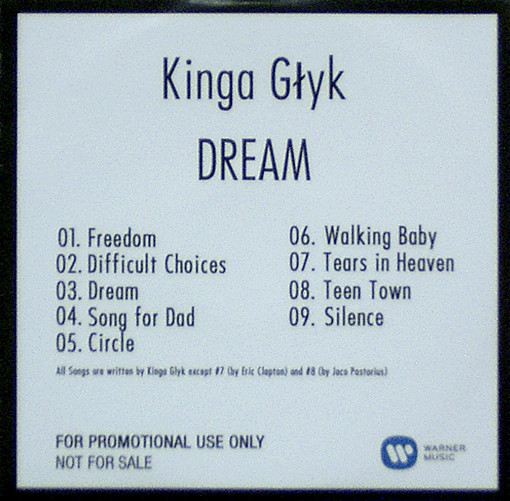 Kinga Głyk
DREAM
01. Freedom
02. Difficult Choices
03. Dream
04. Song for Dad
05. Circle
06. Walking Baby
07. Tears in Heaven
08. Teen Town
09. Silence
All Songs are written by Kinga Glyk except #7 (by Eric Clapton) and #8 (by Jaco Pastorius)
FOR PROMOTIONAL USE ONLY
NOT FOR SALE
WARNER
MUSIC